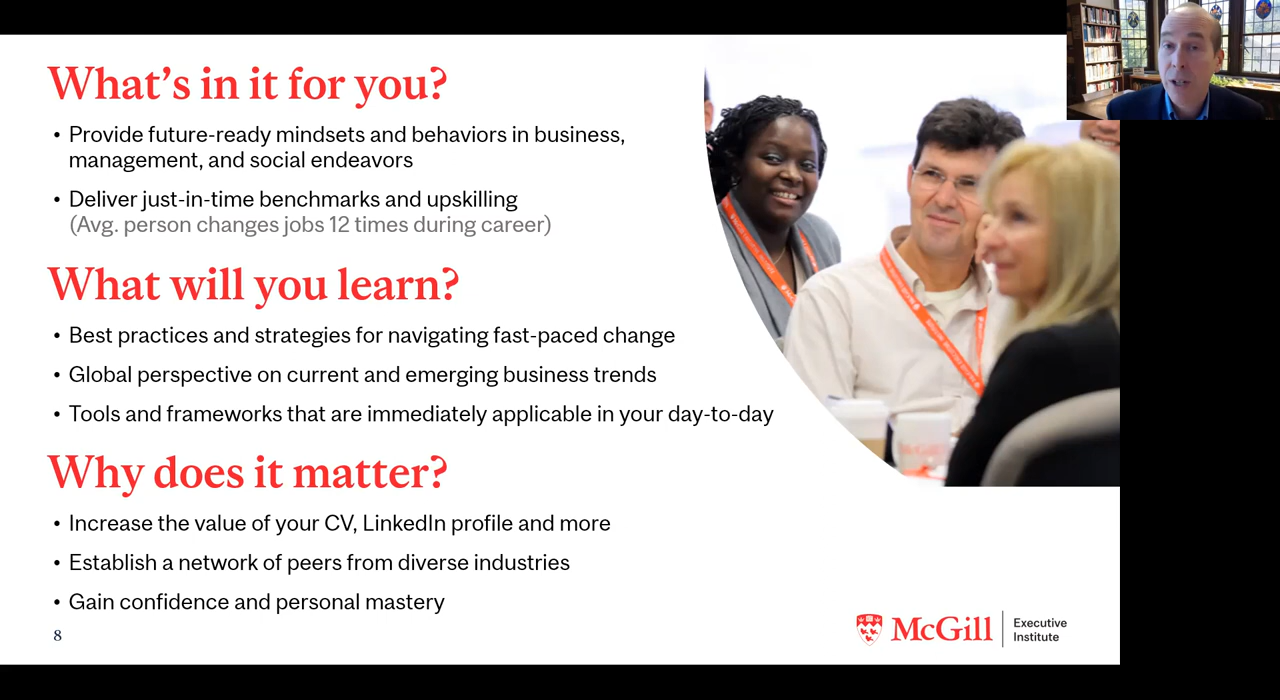 What’s in it for you?
• Provide future-ready mindsets and behaviors in business,
management, and social endeavors
• Deliver just-in-time benchmarks and upskilling
(Avg. person changes jobs 12 times during career)
What will you learn?
• Best practices and strategies for navigating fast-paced change
• Global perspective on current and emerging business trends
• Tools and frameworks that are immediately applicable in your day-to-day
Why does it matter?
• Increase the value of your CV, LinkedIn profile and more
• Establish a network of peers from diverse industries
• Gain confidence and personal mastery
8
McGill
Executive
Institute